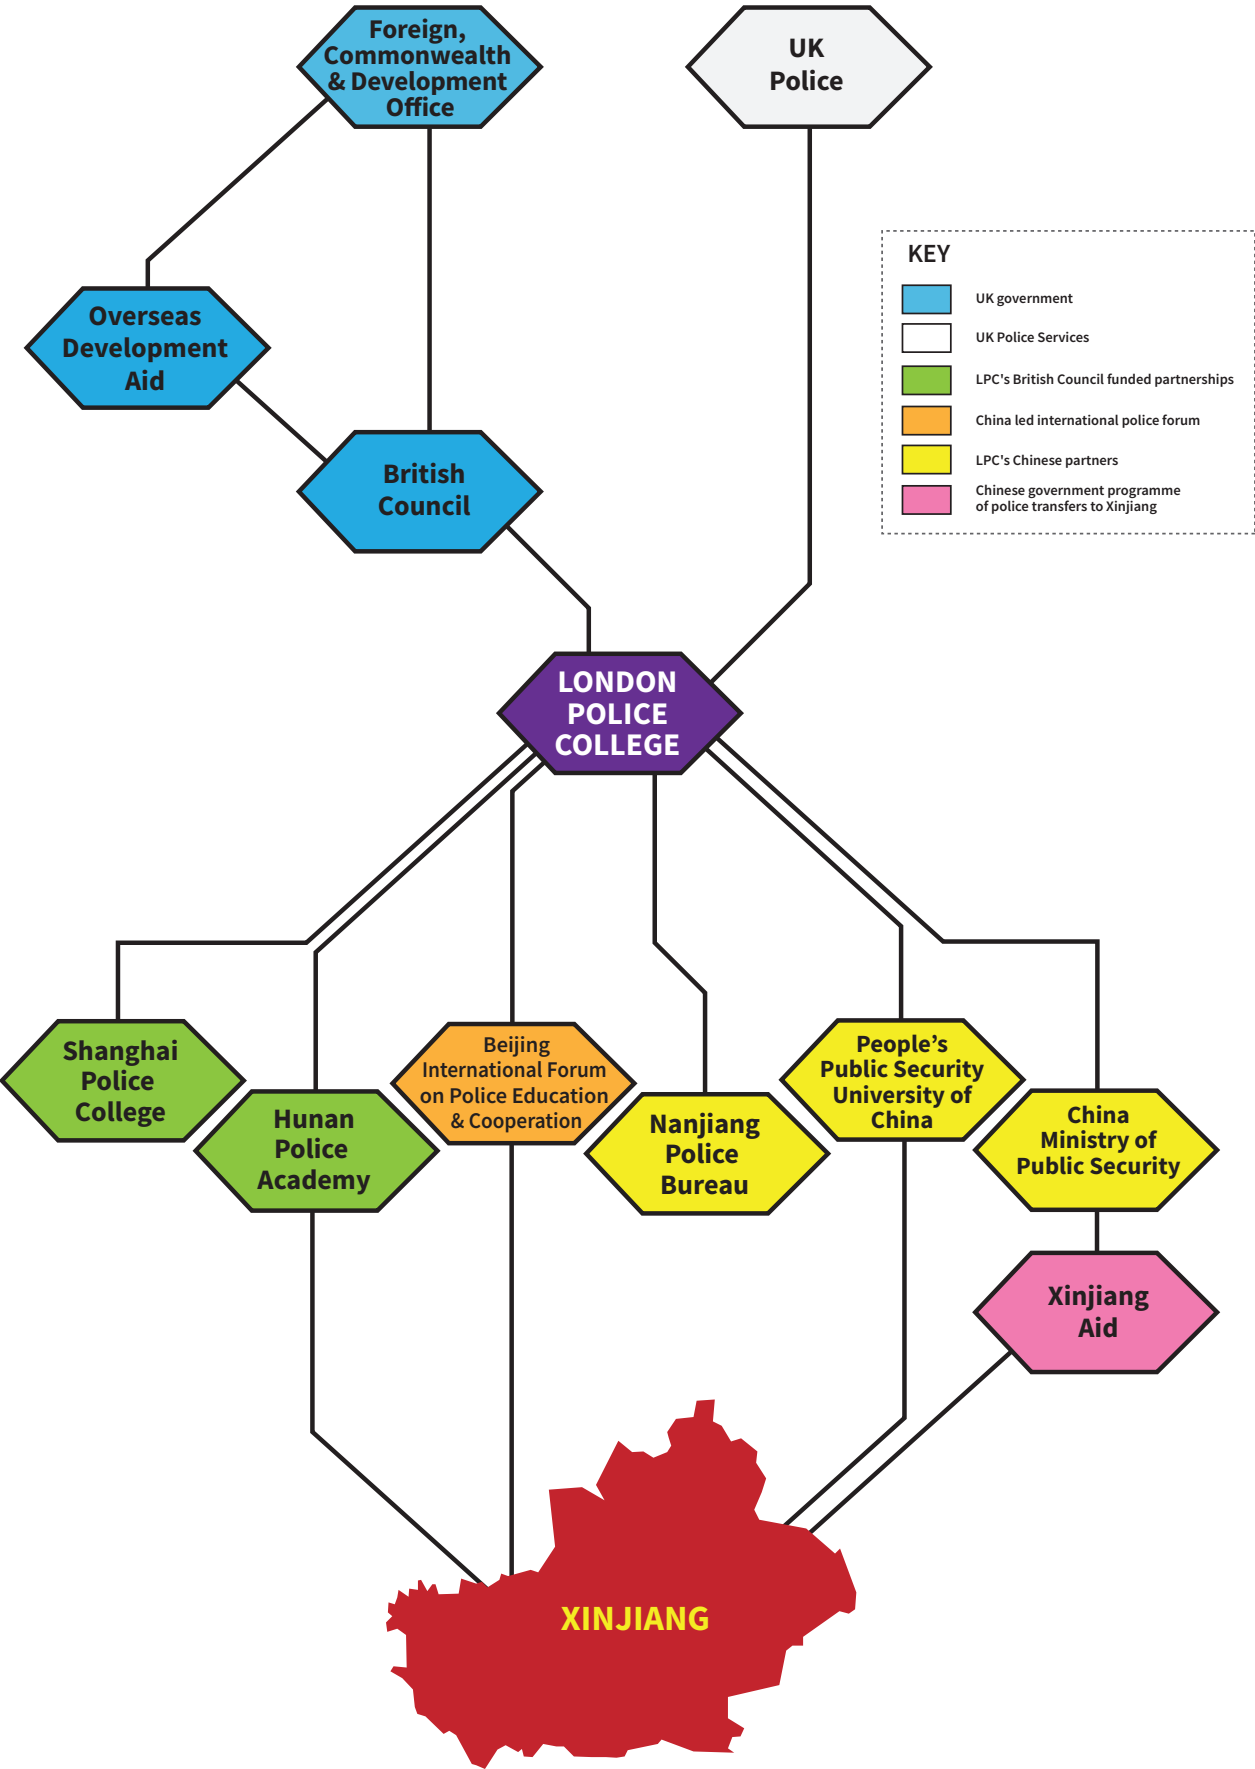 Foreign,
Commonwealth
& Development
Office
UK
Police
KEY
UK government
UK Police Services
LPC's British Council funded partnerships
China led international police forum
LPC's Chinese partners
Chinese government programme
of police transfers to Xinjiang
Overseas
Development
Aid
British
Council
LONDON
POLICE
COLLEGE
Shanghai
Police
College
Hunan
Police
Academy
Beijing
International Forum
on Police Education
& Cooperation
Nanjiang
Police
Bureau
People’s
Public Security
University of
China
China
Ministry of
Public Security
Xinjiang
Aid
XINJIANG